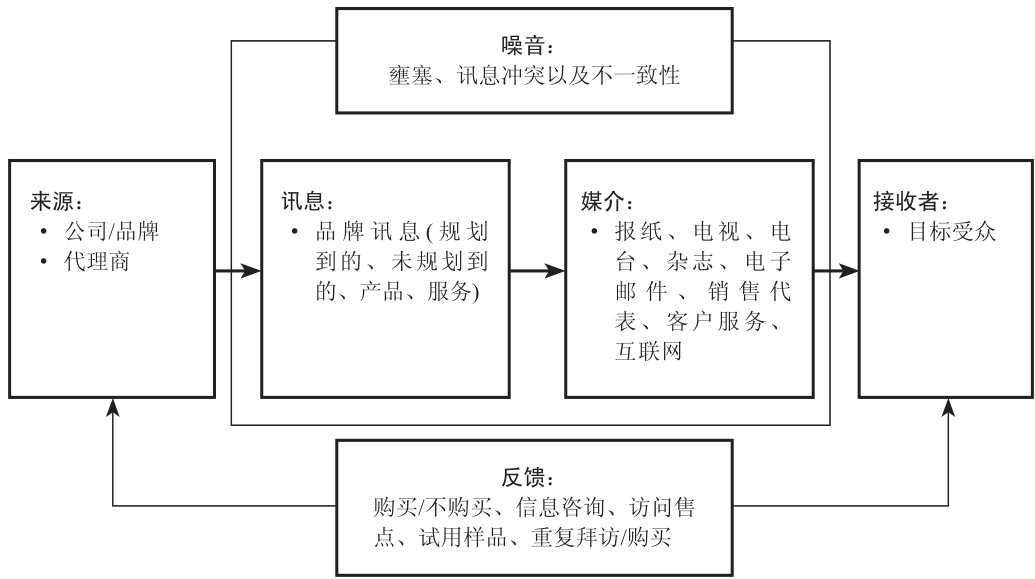 噪音：
壅塞、讯息冲突以及不一致性
来源：
• 公司/品牌
• 代理商
讯息：
• 品牌讯息(规划
到的、未规划到
的、产品、服务)
媒介：
• 报纸、电视、电
台、杂志、电子
邮件、销售代
表、客户服务、
互联网
接收者：
• 目标受众
反馈：
购买/不购买、信息咨询、访问售
点、试用样品、重复拜访/购买